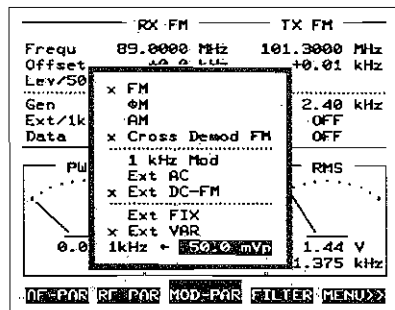 RX FM TX FM
Frequ 89.0000 MHz 101.3000 MHz
Offset +0.01 kHz
Lev/50
x FM
ΦM
AM
x Cross Demod FM
1 kHz Mod
Ext AC
x Ext DC-FM
Ext FIX
x Ext VAR
1kHz ← 50.0 mVp
Gen 2.40 kHz
Ext/1k OFF
Data OFF
PW RMS
0.0 1.44 V
1.375 kHz
AF-PAR RF-PAR MOD-PAR FILTER MENU>>